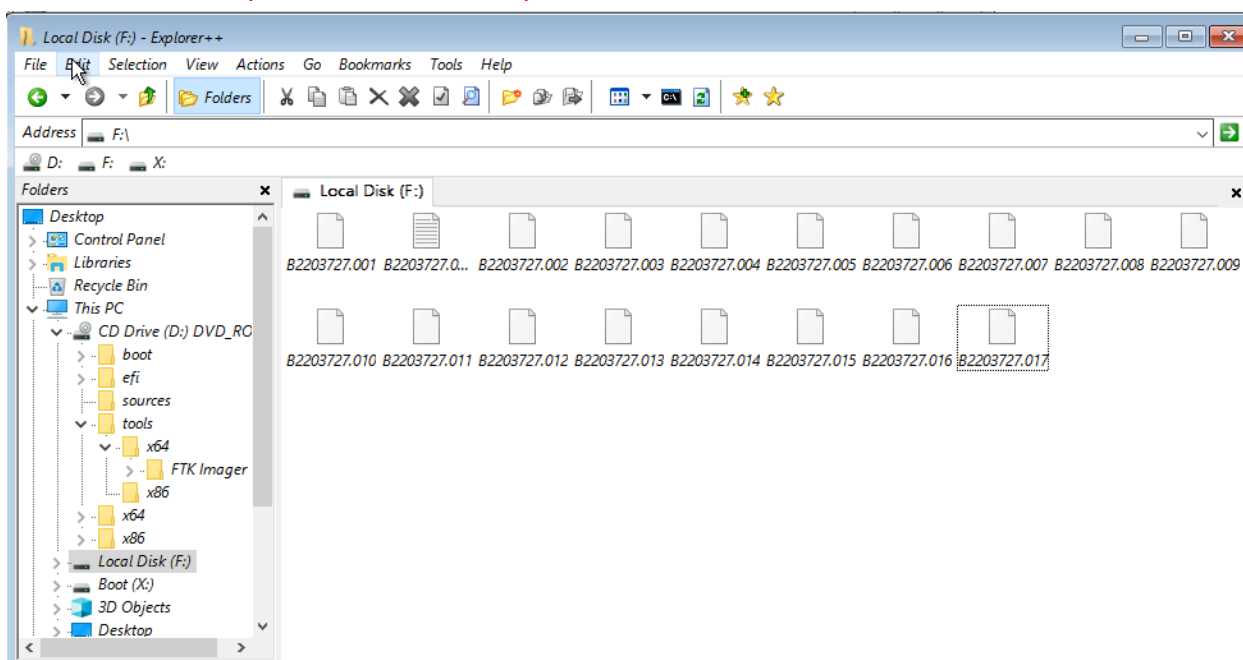 Local Disk (F:) - Explorer++
File Edit Selection View Actions Go Bookmarks Tools Help
Folders
Address F:\
D: F: X:
Folders
Local Disk (F:)
Desktop
Control Panel
Libraries
Recycle Bin
This PC
CD Drive (D:) DVD_RO
boot
efi
sources
tools
x64
FTK Imager
x86
x64
x86
Local Disk (F:)
Boot (X:)
3D Objects
Desktop
B2203727.001 B2203727.0... B2203727.002 B2203727.003 B2203727.004 B2203727.005 B2203727.006 B2203727.007 B2203727.008 B2203727.009
B2203727.010 B2203727.011 B2203727.012 B2203727.013 B2203727.014 B2203727.015 B2203727.016 B2203727.017